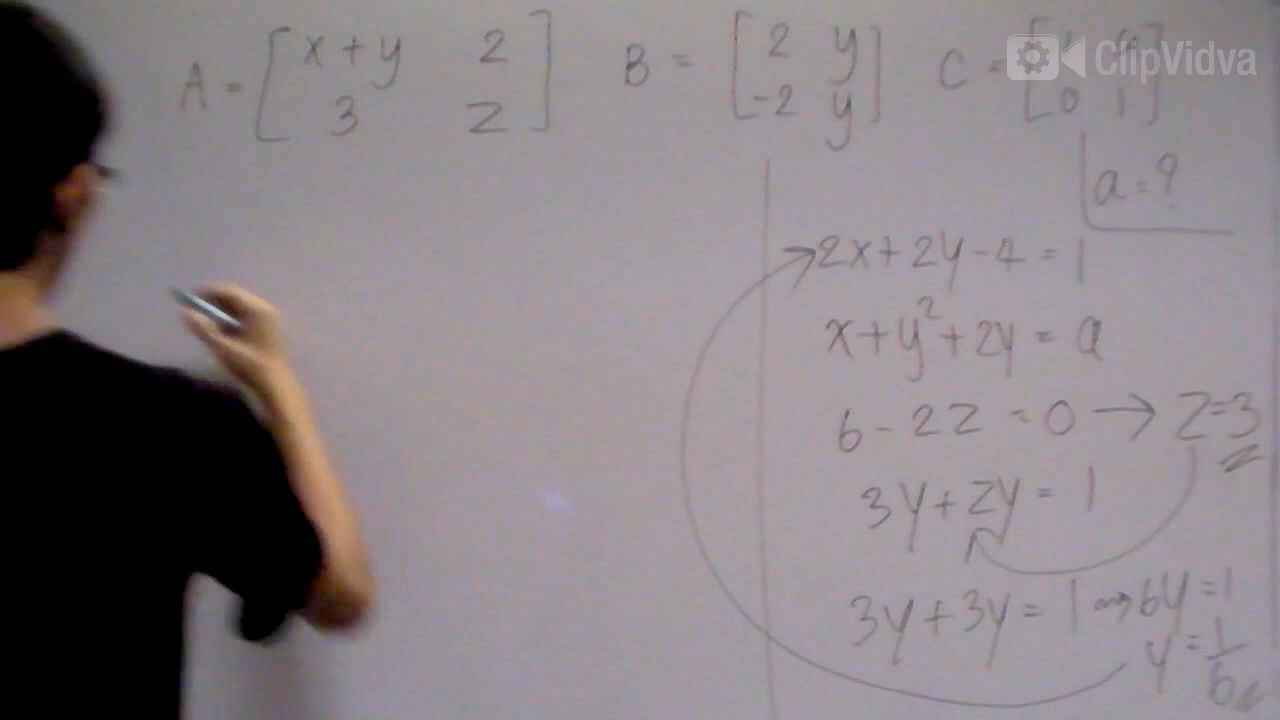 A = [ x + y 2 ] B = [ 2 y ] C =
[ 3 z ] [ -2 y ] [ 0 1 ]
ClipVidva
a = ?
2x + 2y - 4 = 1
x + y² + 2y = a
6 - 2z = 0 → z = 3
3y + zy = 1
3y + 3y = 1 → 6y = 1
y = 1/6